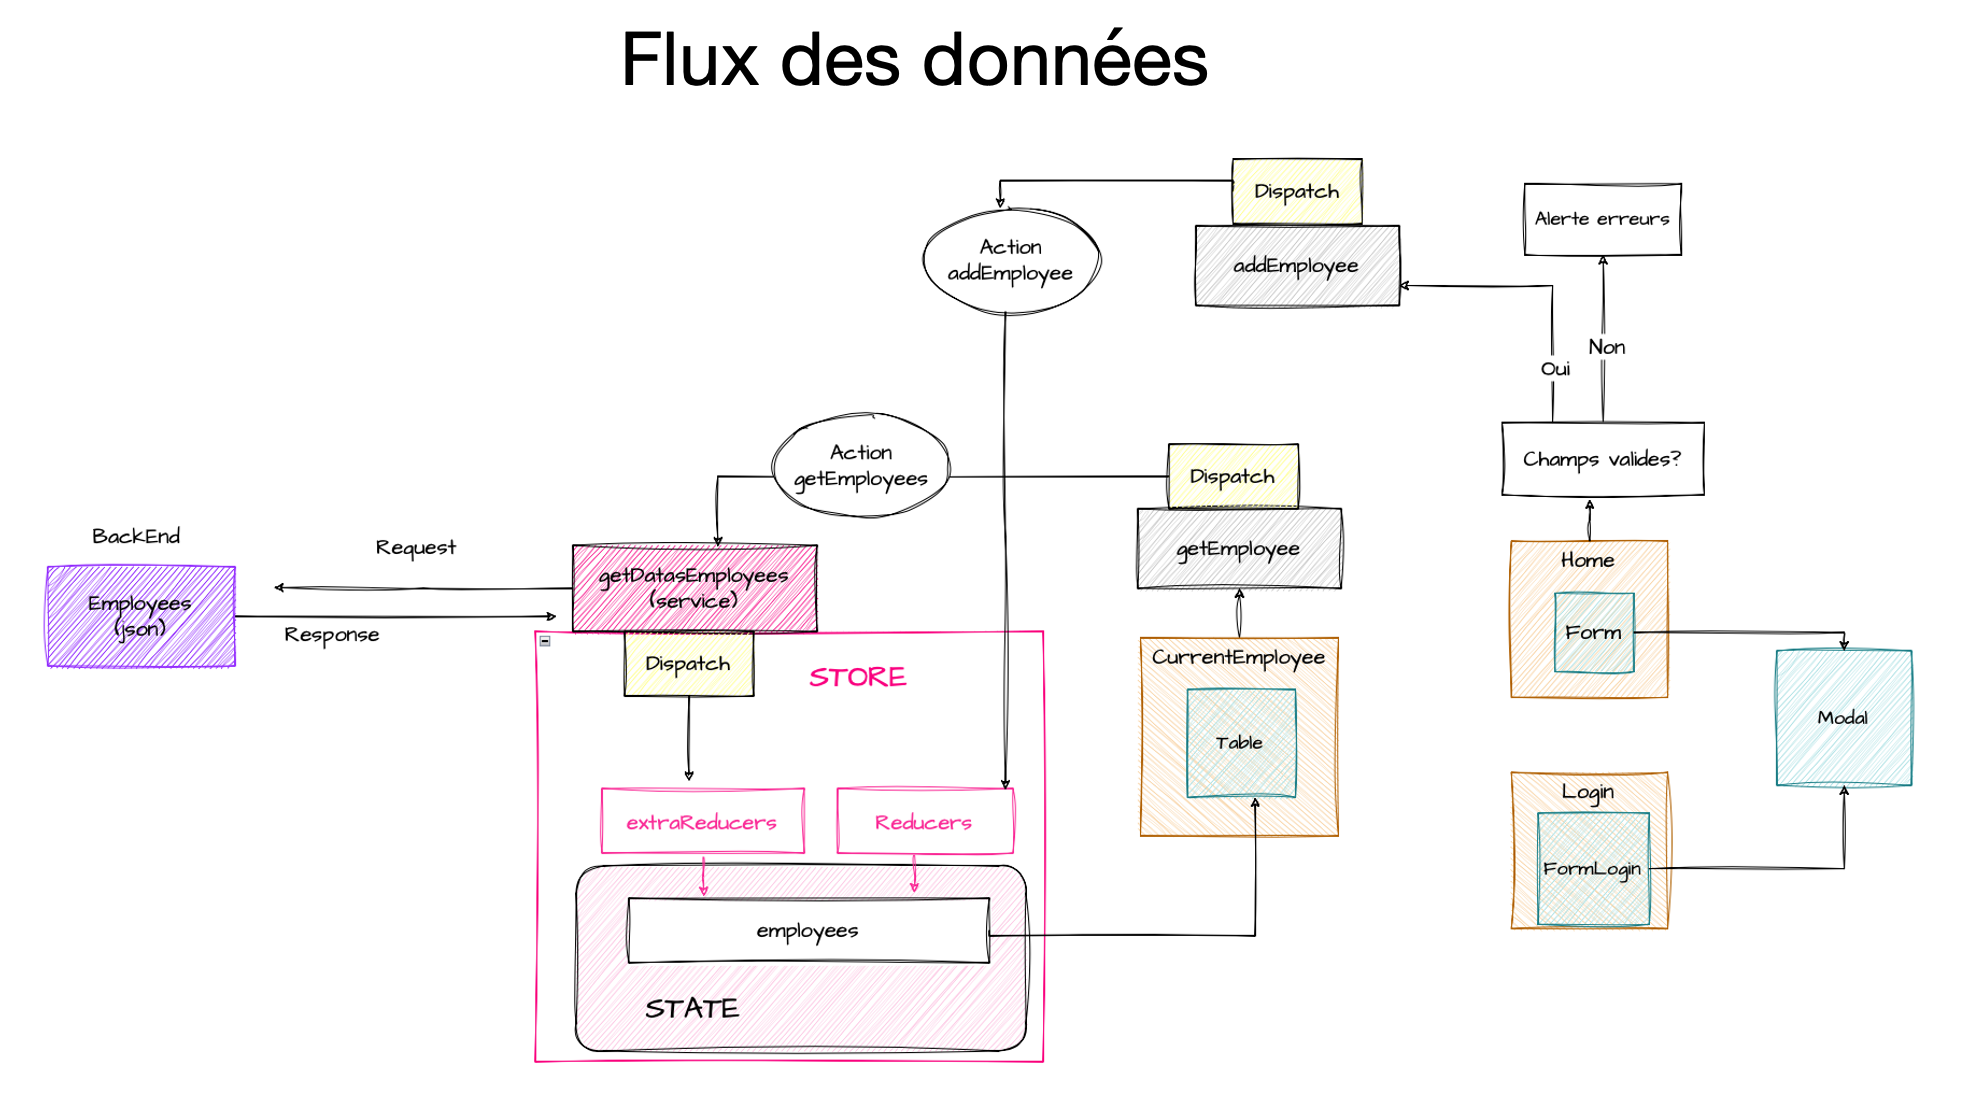 Flux des données
Dispatch
Alerte erreurs
Action
addEmployee
addEmployee
Non
Oui
Action
getEmployees
Dispatch
Champs valides?
BackEnd
Request
getEmployee
Home
getDatasEmployees
(service)
Employees
(json)
Response
Form
Dispatch
STORE
CurrentEmployee
Modal
Table
Login
extraReducers
Reducers
FormLogin
employees
STATE